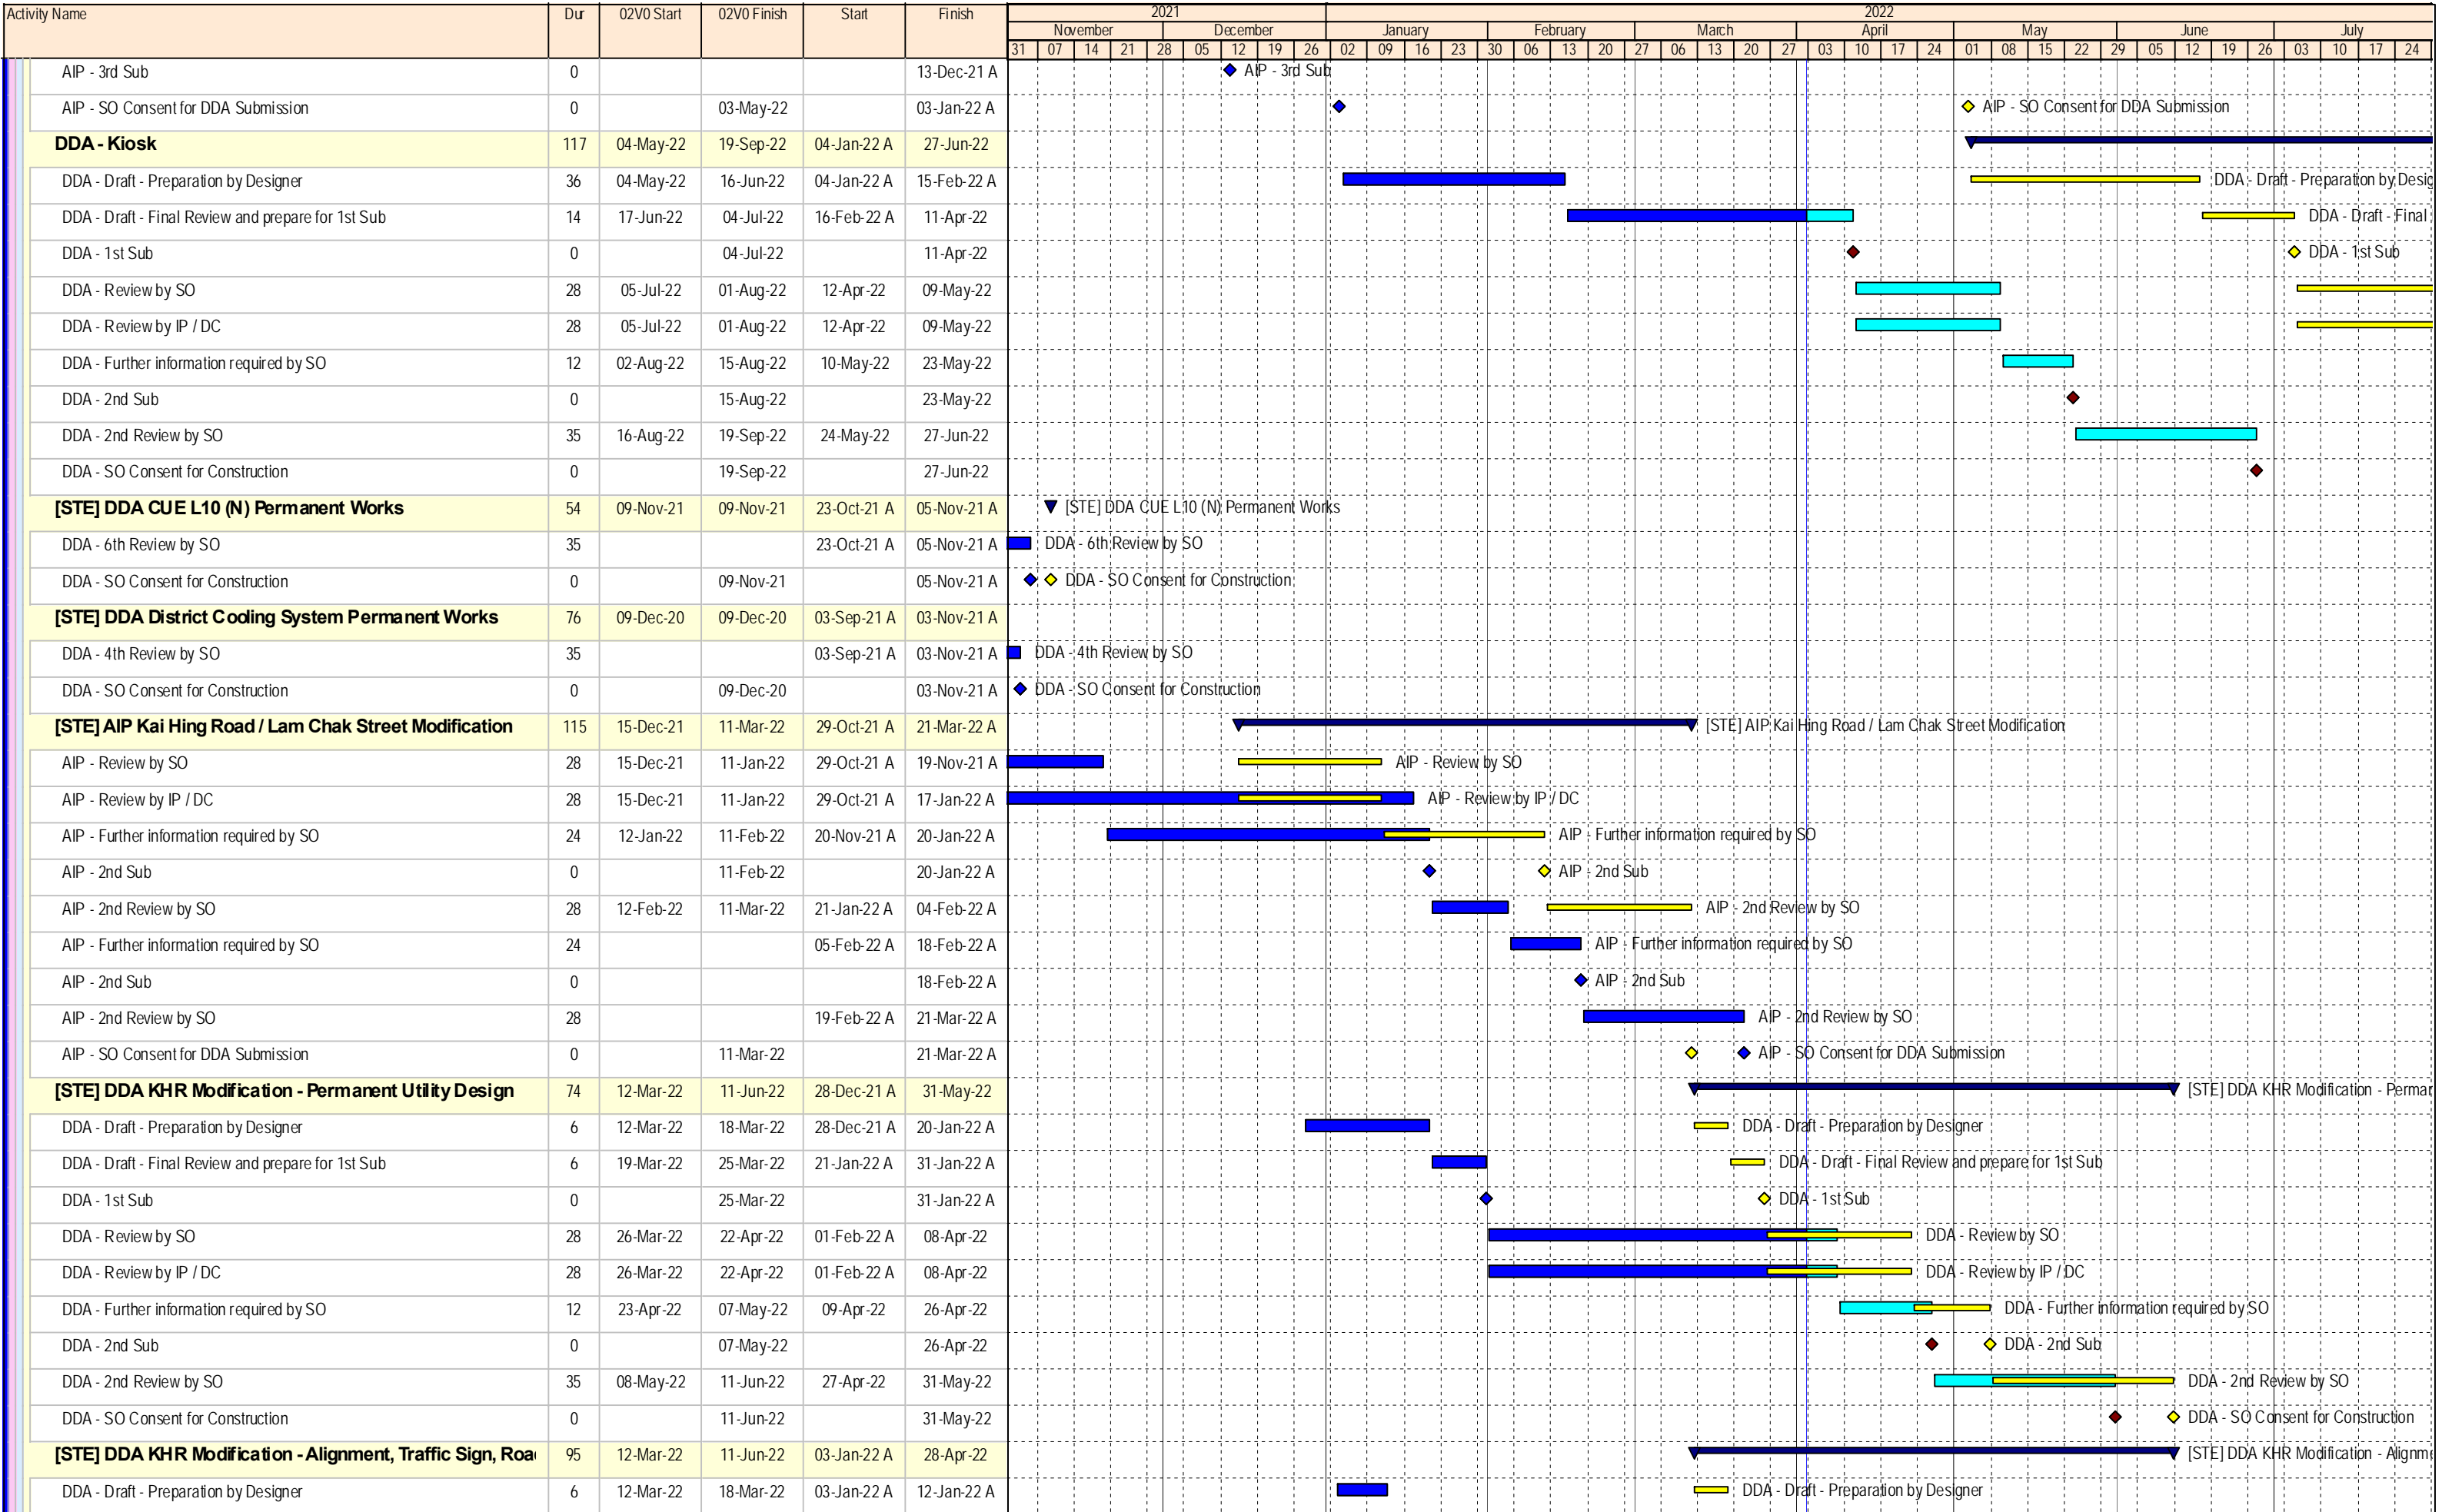 Activity Name Dur 02V0 Start 02V0 Finish Start Finish 2021 2022
November December January February March April May June July
31 07 14 21 28 05 12 19 26 02 09 16 23 30 06 13 20 27 06 13 20 27 03 10 17 24 01 08 15 22 29 05 12 19 26 03 10 17 24
AIP - 3rd Sub 0 13-Dec-21 A AIP - 3rd Sub
AIP - SO Consent for DDA Submission 0 03-May-22 03-Jan-22 A AIP - SO Consent for DDA Submission
DDA - Kiosk 117 04-May-22 19-Sep-22 04-Jan-22 A 27-Jun-22
DDA - Draft - Preparation by Designer 36 04-May-22 16-Jun-22 04-Jan-22 A 15-Feb-22 A DDA - Draft - Preparation by Desig
DDA - Draft - Final Review and prepare for 1st Sub 14 17-Jun-22 04-Jul-22 16-Feb-22 A 11-Apr-22 DDA - Draft - Final
DDA - 1st Sub 0 04-Jul-22 11-Apr-22 DDA - 1st Sub
DDA - Review by SO 28 05-Jul-22 01-Aug-22 12-Apr-22 09-May-22
DDA - Review by IP / DC 28 05-Jul-22 01-Aug-22 12-Apr-22 09-May-22
DDA - Further information required by SO 12 02-Aug-22 15-Aug-22 10-May-22 23-May-22
DDA - 2nd Sub 0 15-Aug-22 23-May-22
DDA - 2nd Review by SO 35 16-Aug-22 19-Sep-22 24-May-22 27-Jun-22
DDA - SO Consent for Construction 0 19-Sep-22 27-Jun-22
[STE] DDA CUE L10 (N) Permanent Works 54 09-Nov-21 09-Nov-21 23-Oct-21 A 05-Nov-21 A [STE] DDA CUE L10 (N) Permanent Works
DDA - 6th Review by SO 35 23-Oct-21 A 05-Nov-21 A DDA - 6th Review by SO
DDA - SO Consent for Construction 0 09-Nov-21 05-Nov-21 A DDA - SO Consent for Construction
[STE] DDA District Cooling System Permanent Works 76 09-Dec-20 09-Dec-20 03-Sep-21 A 03-Nov-21 A
DDA - 4th Review by SO 35 03-Sep-21 A 03-Nov-21 A DDA - 4th Review by SO
DDA - SO Consent for Construction 0 09-Dec-20 03-Nov-21 A DDA - SO Consent for Construction
[STE] AIP Kai Hing Road / Lam Chak Street Modification 115 15-Dec-21 11-Mar-22 29-Oct-21 A 21-Mar-22 A [STE] AIP Kai Hing Road / Lam Chak Street Modification
AIP - Review by SO 28 15-Dec-21 11-Jan-22 29-Oct-21 A 19-Nov-21 A AIP - Review by SO
AIP - Review by IP / DC 28 15-Dec-21 11-Jan-22 29-Oct-21 A 17-Jan-22 A AIP - Review by IP / DC
AIP - Further information required by SO 24 12-Jan-22 11-Feb-22 20-Nov-21 A 20-Jan-22 A AIP - Further information required by SO
AIP - 2nd Sub 0 11-Feb-22 20-Jan-22 A AIP - 2nd Sub
AIP - 2nd Review by SO 28 12-Feb-22 11-Mar-22 21-Jan-22 A 04-Feb-22 A AIP - 2nd Review by SO
AIP - Further information required by SO 24 05-Feb-22 A 18-Feb-22 A AIP - Further information required by SO
AIP - 2nd Sub 0 18-Feb-22 A AIP - 2nd Sub
AIP - 2nd Review by SO 28 19-Feb-22 A 21-Mar-22 A AIP - 2nd Review by SO
AIP - SO Consent for DDA Submission 0 11-Mar-22 21-Mar-22 A AIP - SO Consent for DDA Submission
[STE] DDA KHR Modification - Permanent Utility Design 74 12-Mar-22 11-Jun-22 28-Dec-21 A 31-May-22 [STE] DDA KHR Modification - Permar
DDA - Draft - Preparation by Designer 6 12-Mar-22 18-Mar-22 28-Dec-21 A 20-Jan-22 A DDA - Draft - Preparation by Designer
DDA - Draft - Final Review and prepare for 1st Sub 6 19-Mar-22 25-Mar-22 21-Jan-22 A 31-Jan-22 A DDA - Draft - Final Review and prepare for 1st Sub
DDA - 1st Sub 0 25-Mar-22 31-Jan-22 A DDA - 1st Sub
DDA - Review by SO 28 26-Mar-22 22-Apr-22 01-Feb-22 A 08-Apr-22 DDA - Review by SO
DDA - Review by IP / DC 28 26-Mar-22 22-Apr-22 01-Feb-22 A 08-Apr-22 DDA - Review by IP / DC
DDA - Further information required by SO 12 23-Apr-22 07-May-22 09-Apr-22 26-Apr-22 DDA - Further information required by SO
DDA - 2nd Sub 0 07-May-22 26-Apr-22 DDA - 2nd Sub
DDA - 2nd Review by SO 35 08-May-22 11-Jun-22 27-Apr-22 31-May-22 DDA - 2nd Review by SO
DDA - SO Consent for Construction 0 11-Jun-22 31-May-22 DDA - SO Consent for Construction
[STE] DDA KHR Modification - Alignment, Traffic Sign, Roa 95 12-Mar-22 11-Jun-22 03-Jan-22 A 28-Apr-22 [STE] DDA KHR Modification - Alignm
DDA - Draft - Preparation by Designer 6 12-Mar-22 18-Mar-22 03-Jan-22 A 12-Jan-22 A DDA - Draft - Preparation by Designer